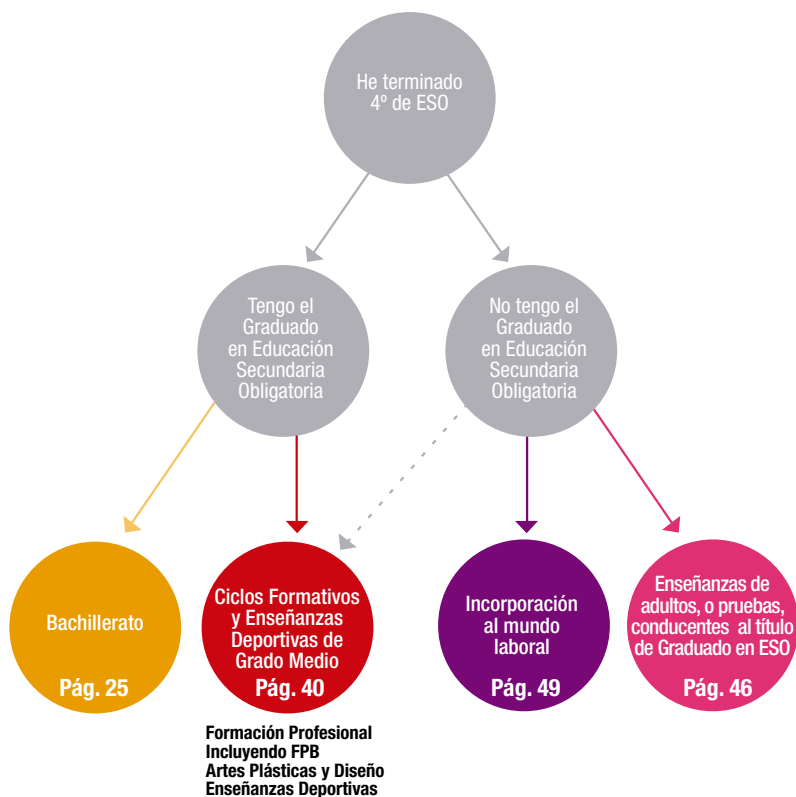 He terminado
4º de ESO
Tengo el
Graduado
en Educación
Secundaria
Obligatoria
No tengo el
Graduado
en Educación
Secundaria
Obligatoria
Bachillerato
Pág. 25
Ciclos Formativos
y Enseñanzas
Deportivas de
Grado Medio
Pág. 40
Incorporación
al mundo
laboral
Pág. 49
Enseñanzas de
adultos, o pruebas,
conducentes al título
de Graduado en ESO
Pág. 46
Formación Profesional
Incluyendo FPB
Artes Plásticas y Diseño
Enseñanzas Deportivas